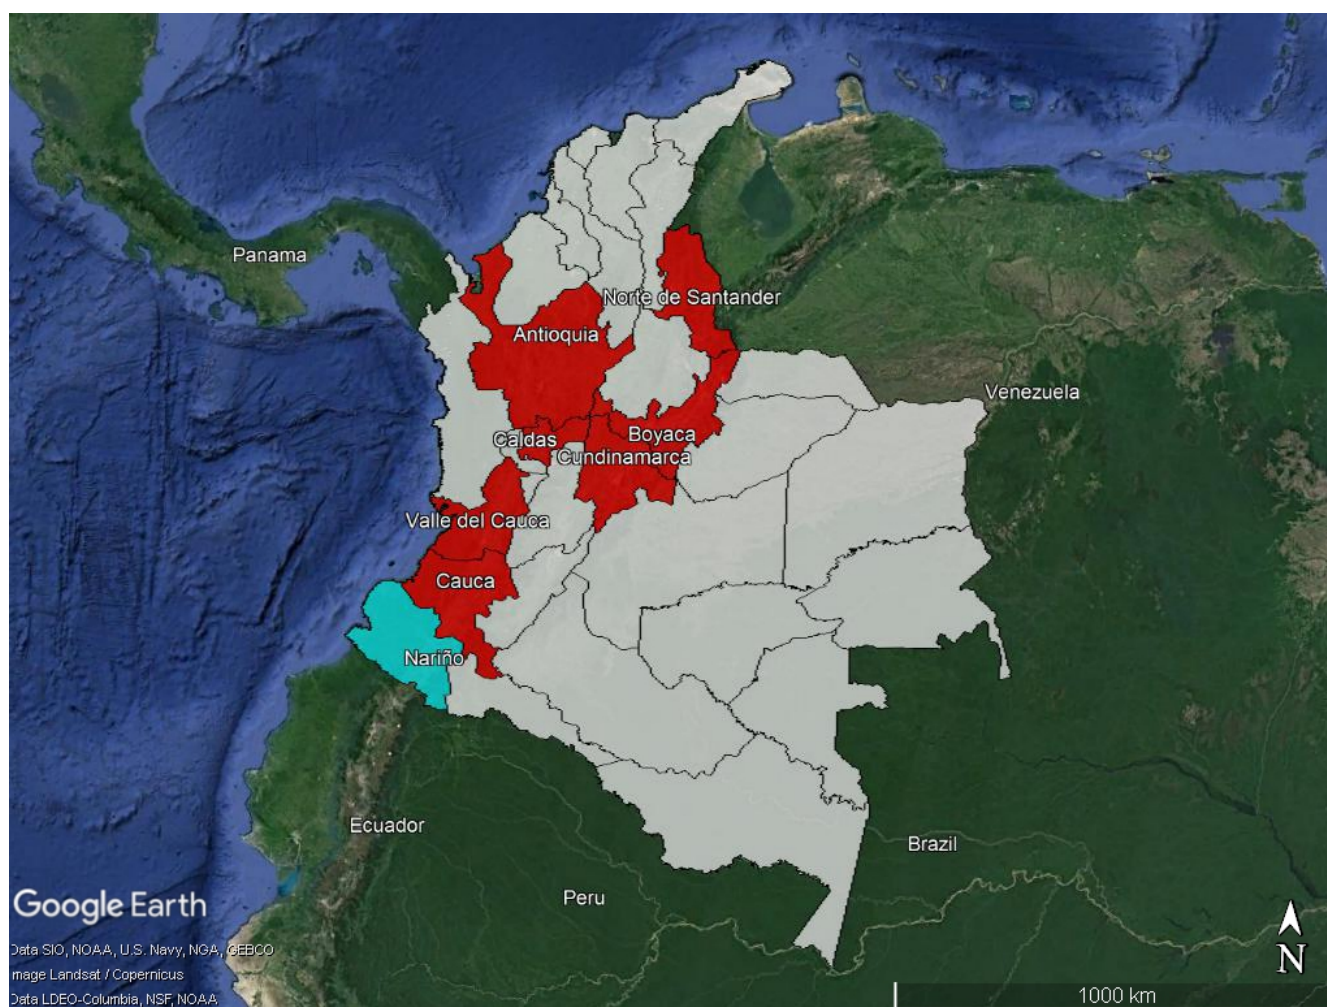 Panama
Norte de Santander
Antioquia
Venezuela
Caldas
Boyaca
Cundinamarca
Valle del Cauca
Cauca
Nariño
Ecuador
Brazil
Peru
Google Earth
Data SIO, NOAA, U.S. Navy, NGA, GEBCO
mage Landsat / Copernicus
Data LDEO-Columbia, NSF, NOAA
N
1000 km